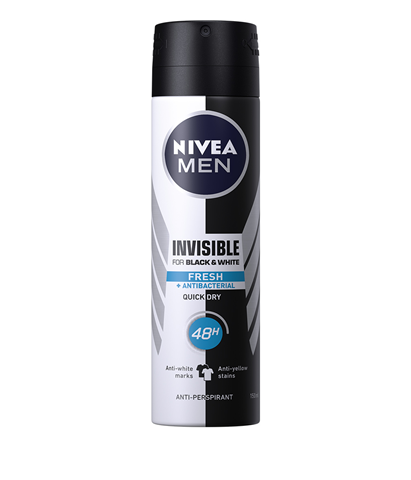 NIVEA
MEN
INVISIBLE
FOR BLACK & WHITE
FRESH
+ ANTIBACTERIAL
QUICK DRY
48H
Anti-white marks
Anti-yellow stains
ANTI-PERSPIRANT